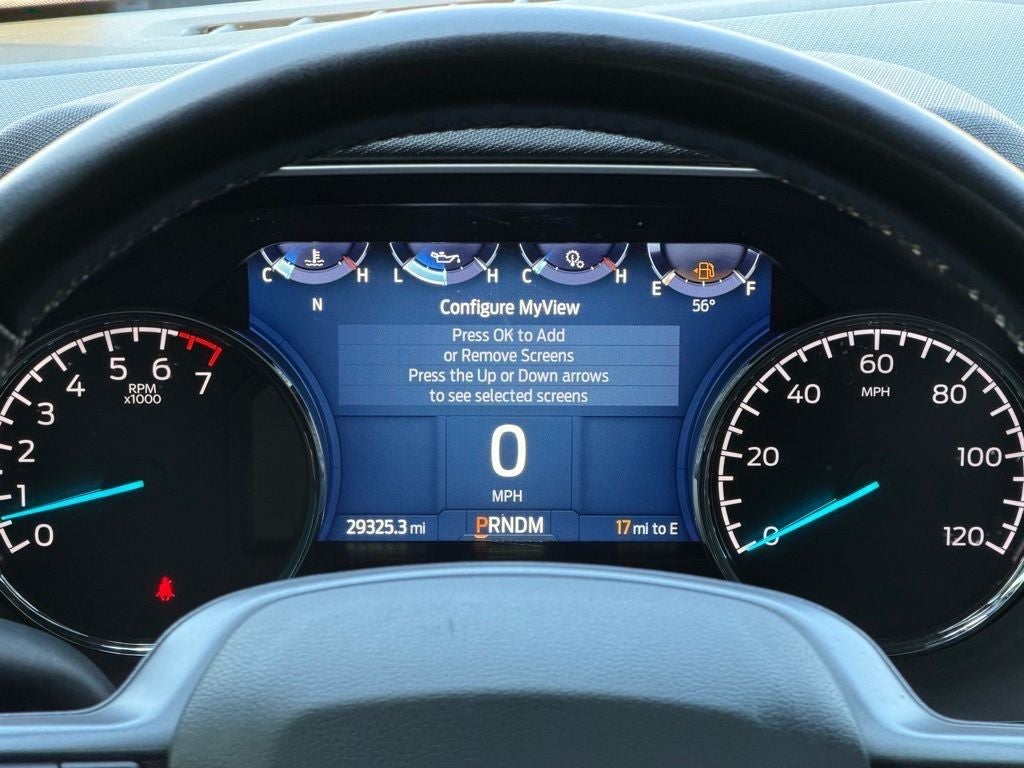 C H
L H
C H
E F
N
56°
Configure MyView
Press OK to Add
or Remove Screens
Press the Up or Down arrows
to see selected screens
0
MPH
29325.3 mi
PRNDM
17 mi to E
0
1
2
3
4
5
6
7
RPM
x1000
0
20
40
60
80
100
120
MPH